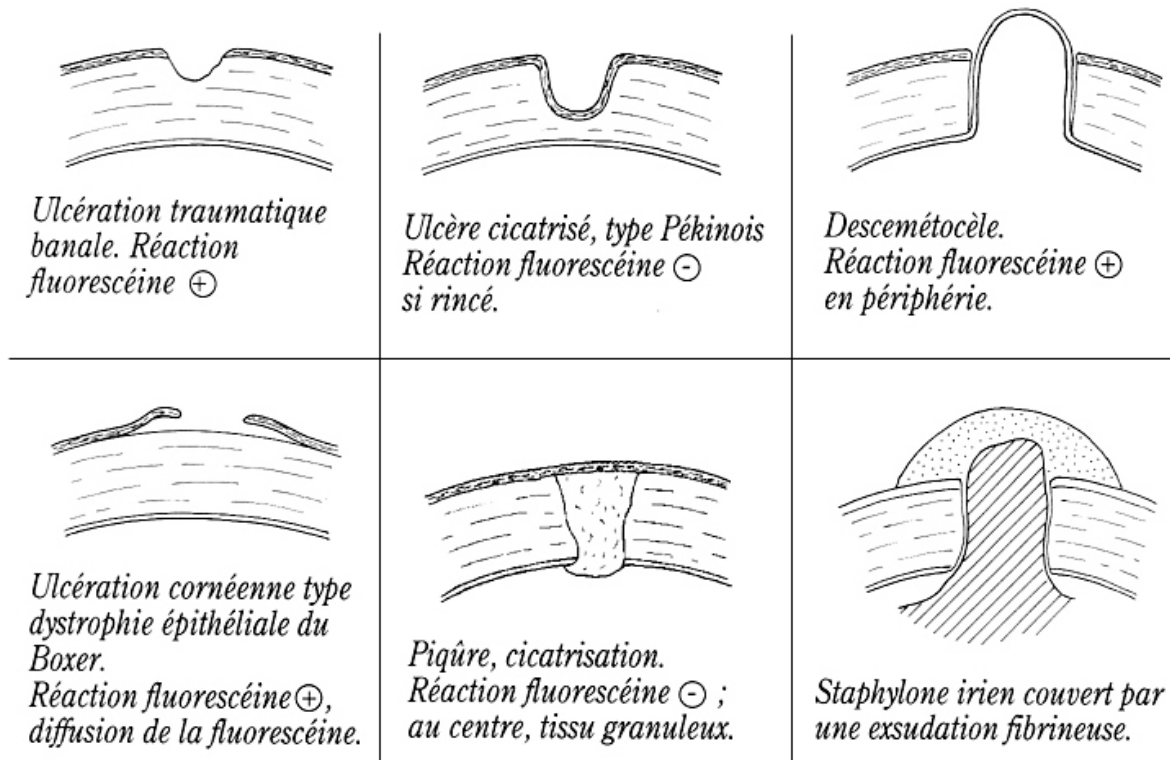 Ulcération traumatique
banale. Réaction
fluorescéine ⊕
Ulcère cicatrisé, type Pékinois
Réaction fluorescéine ⊖
si rincé.
Descemétocèle.
Réaction fluorescéine ⊕
en périphérie.
Ulcération cornéenne type
dystrophie épithéliale du
Boxer.
Réaction fluorescéine ⊕,
diffusion de la fluorescéine.
Piqûre, cicatrisation.
Réaction fluorescéine ⊖ ;
au centre, tissu granuleux.
Staphylone irien couvert par
une exsudation fibrineuse.